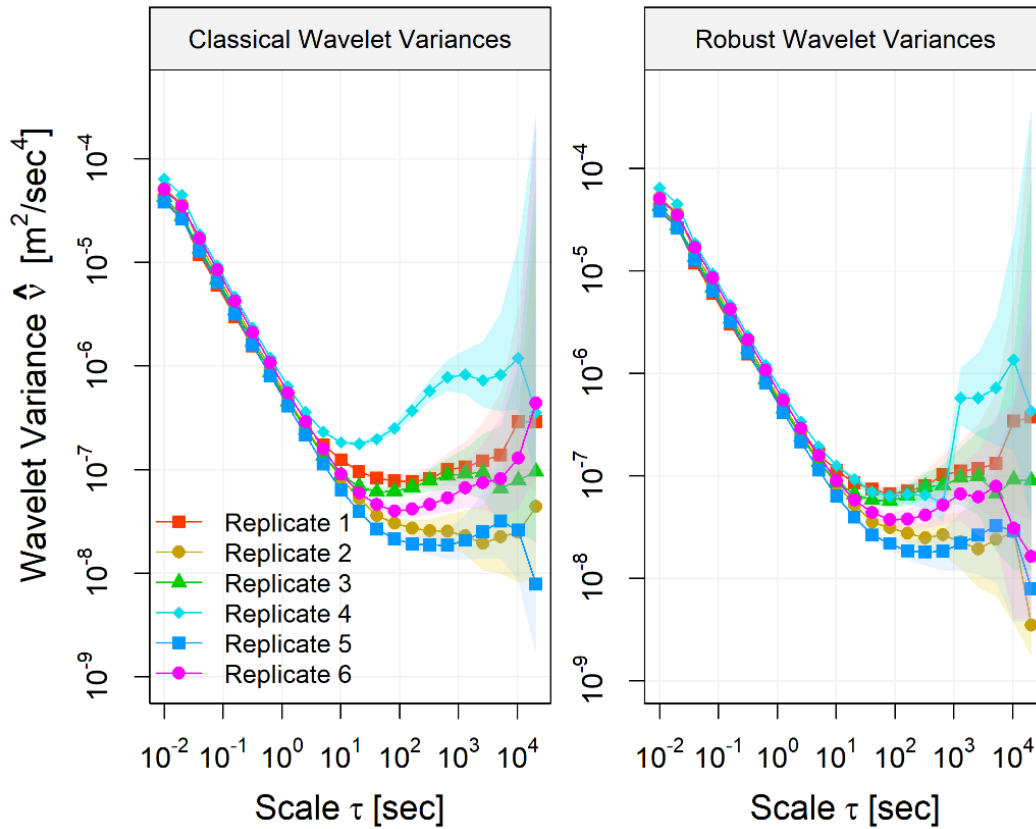 Classical Wavelet Variances
Robust Wavelet Variances
Wavelet Variance ν̂ [m²/sec⁴]
10⁻⁴
10⁻⁵
10⁻⁶
10⁻⁷
10⁻⁸
10⁻⁹
Replicate 1
Replicate 2
Replicate 3
Replicate 4
Replicate 5
Replicate 6
10⁻² 10⁻¹ 10⁰ 10¹ 10² 10³ 10⁴
Scale τ [sec]
10⁻⁴
10⁻⁵
10⁻⁶
10⁻⁷
10⁻⁸
10⁻⁹
10⁻² 10⁻¹ 10⁰ 10¹ 10² 10³ 10⁴
Scale τ [sec]